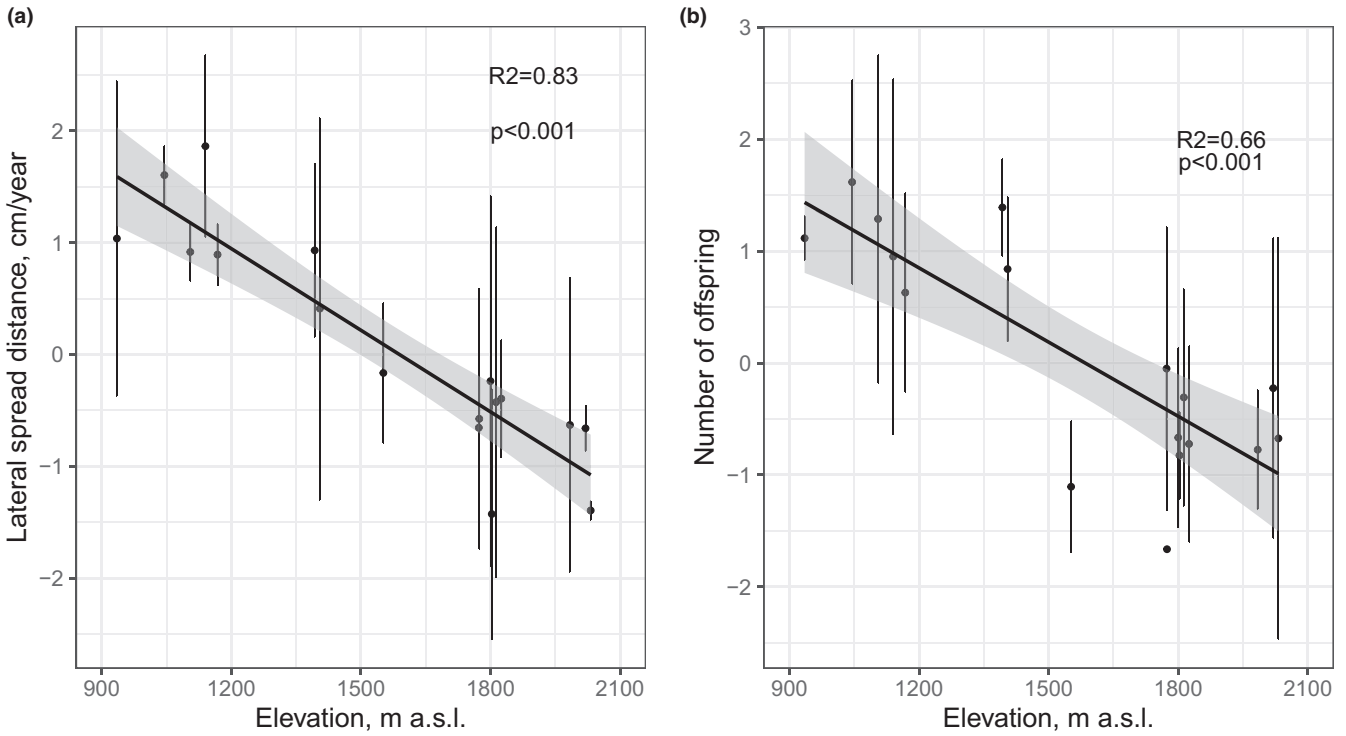 (a)
R2=0.83
p<0.001
2
1
0
−1
−2
Lateral spread distance, cm/year
900 1200 1500 1800 2100
Elevation, m a.s.l.
(b)
R2=0.66
p<0.001
3
2
1
0
−1
−2
Number of offspring
900 1200 1500 1800 2100
Elevation, m a.s.l.